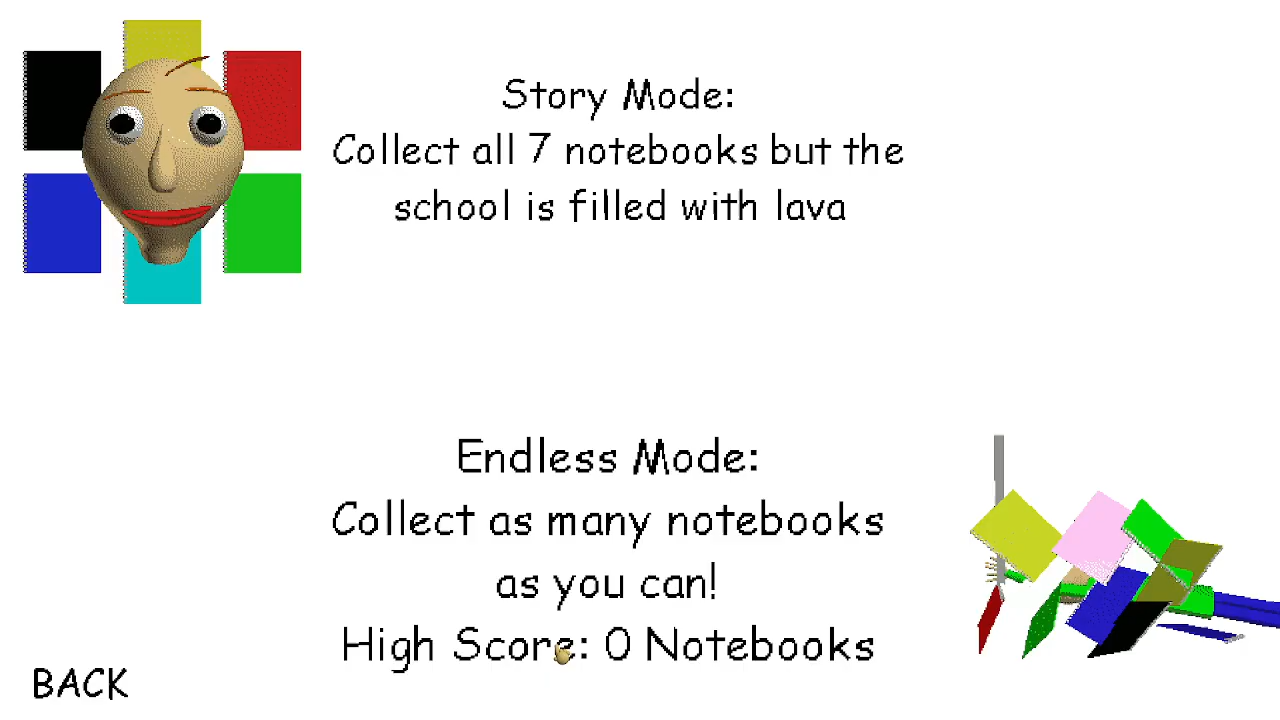 Story Mode:
Collect all 7 notebooks but the
school is filled with lava
Endless Mode:
Collect as many notebooks
as you can!
High Score: 0 Notebooks
BACK